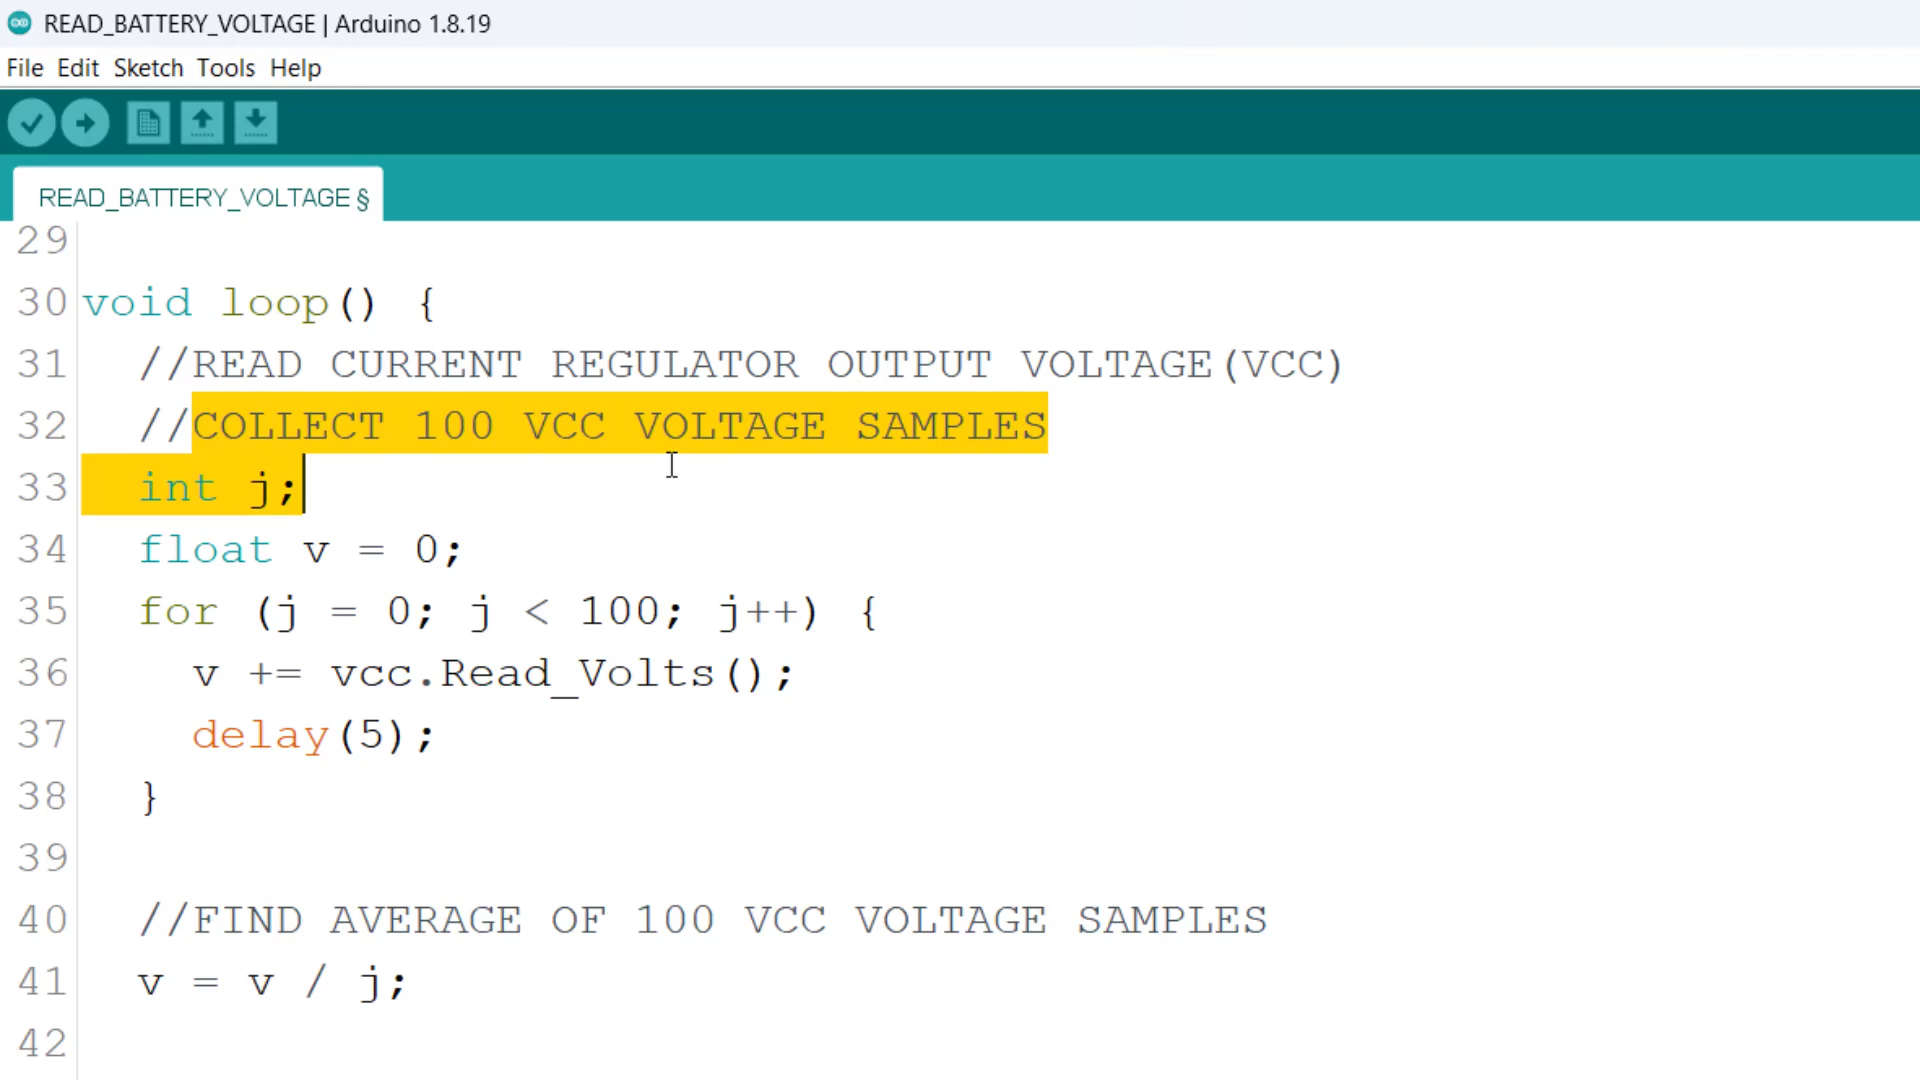 READ_BATTERY_VOLTAGE | Arduino 1.8.19
File Edit Sketch Tools Help
READ_BATTERY_VOLTAGE §
29
30 void loop() {
31 //READ CURRENT REGULATOR OUTPUT VOLTAGE(VCC)
32 //COLLECT 100 VCC VOLTAGE SAMPLES
33 int j;
34 float v = 0;
35 for (j = 0; j < 100; j++) {
36 v += vcc.Read_Volts();
37 delay(5);
38 }
39
40 //FIND AVERAGE OF 100 VCC VOLTAGE SAMPLES
41 v = v / j;
42